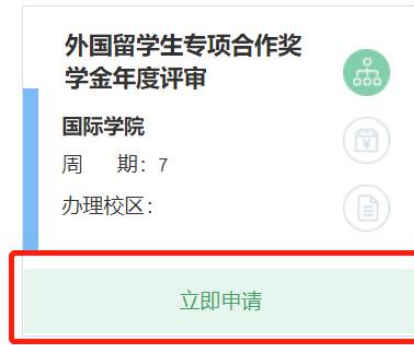 外国留学生专项合作奖
学金年度评审
国际学院
周 期：7
办理校区：
立即申请